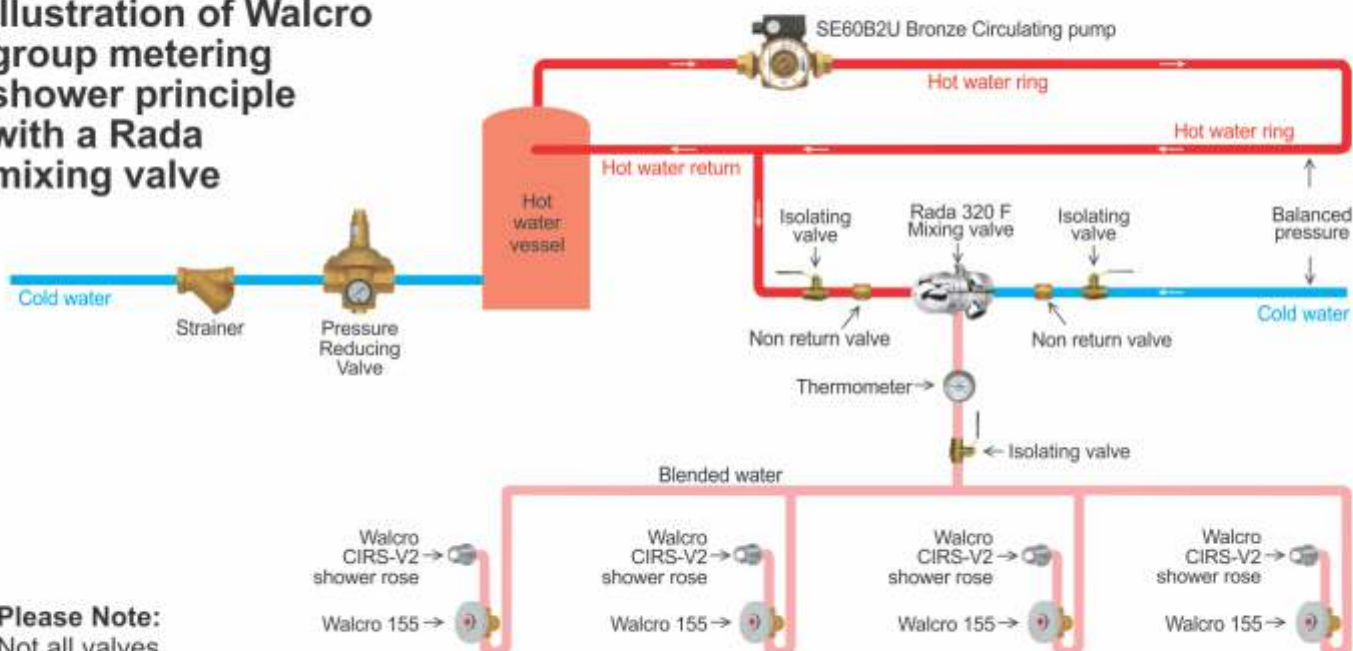 Illustration of Walcro
group metering
shower principle
with a Rada
mixing valve
SE60B2U Bronze Circulating pump
Hot water ring
Hot water ring
Hot water return
Hot
water
vessel
Isolating
valve
Rada 320 F
Mixing valve
Isolating
valve
Balanced
pressure
Cold water
Strainer
Pressure
Reducing
Valve
Non return valve
Non return valve
Cold water
Thermometer
Isolating valve
Blended water
Walcro
CIRS-V2
shower rose
Walcro
CIRS-V2
shower rose
Walcro
CIRS-V2
shower rose
Walcro
CIRS-V2
shower rose
Walcro 155
Walcro 155
Walcro 155
Walcro 155
Please Note:
Not all valves